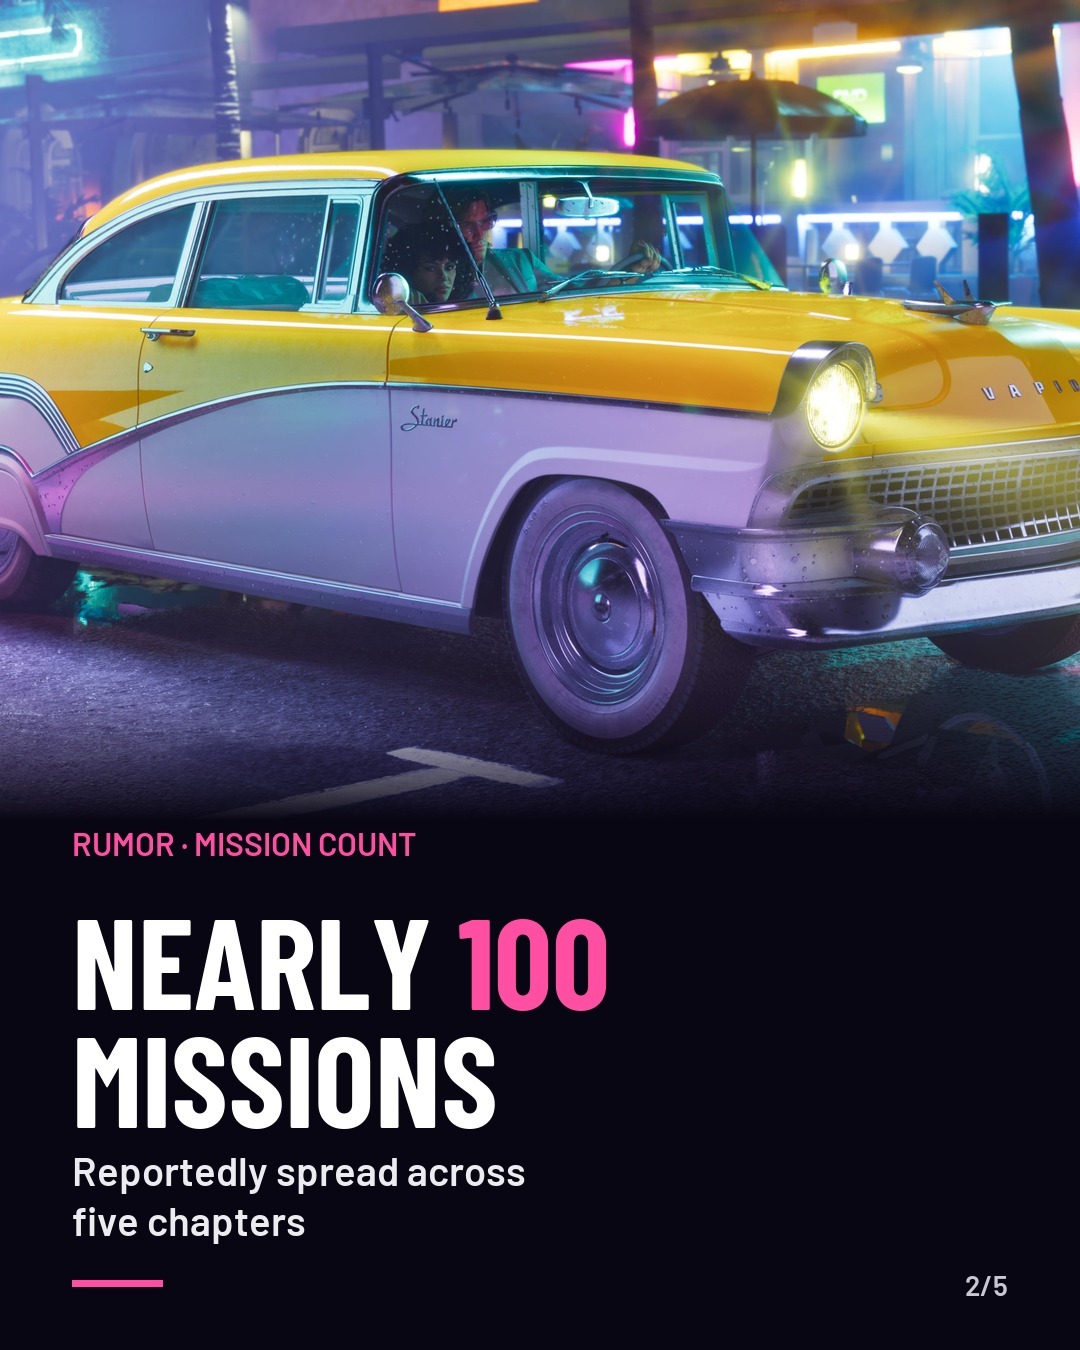 Stanier
VAPID
RUMOR · MISSION COUNT
NEARLY 100
MISSIONS
Reportedly spread across
five chapters
2/5